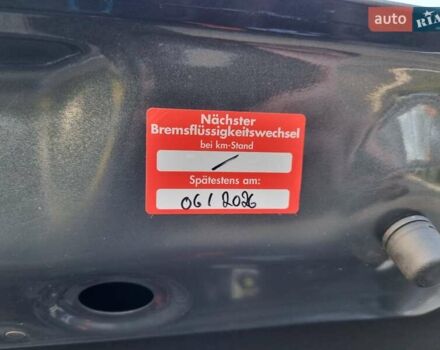 auto RIA
Nächster
Bremsflüssigkeitswechsel
bei km-Stand
/
Spätestens am:
06 / 2026